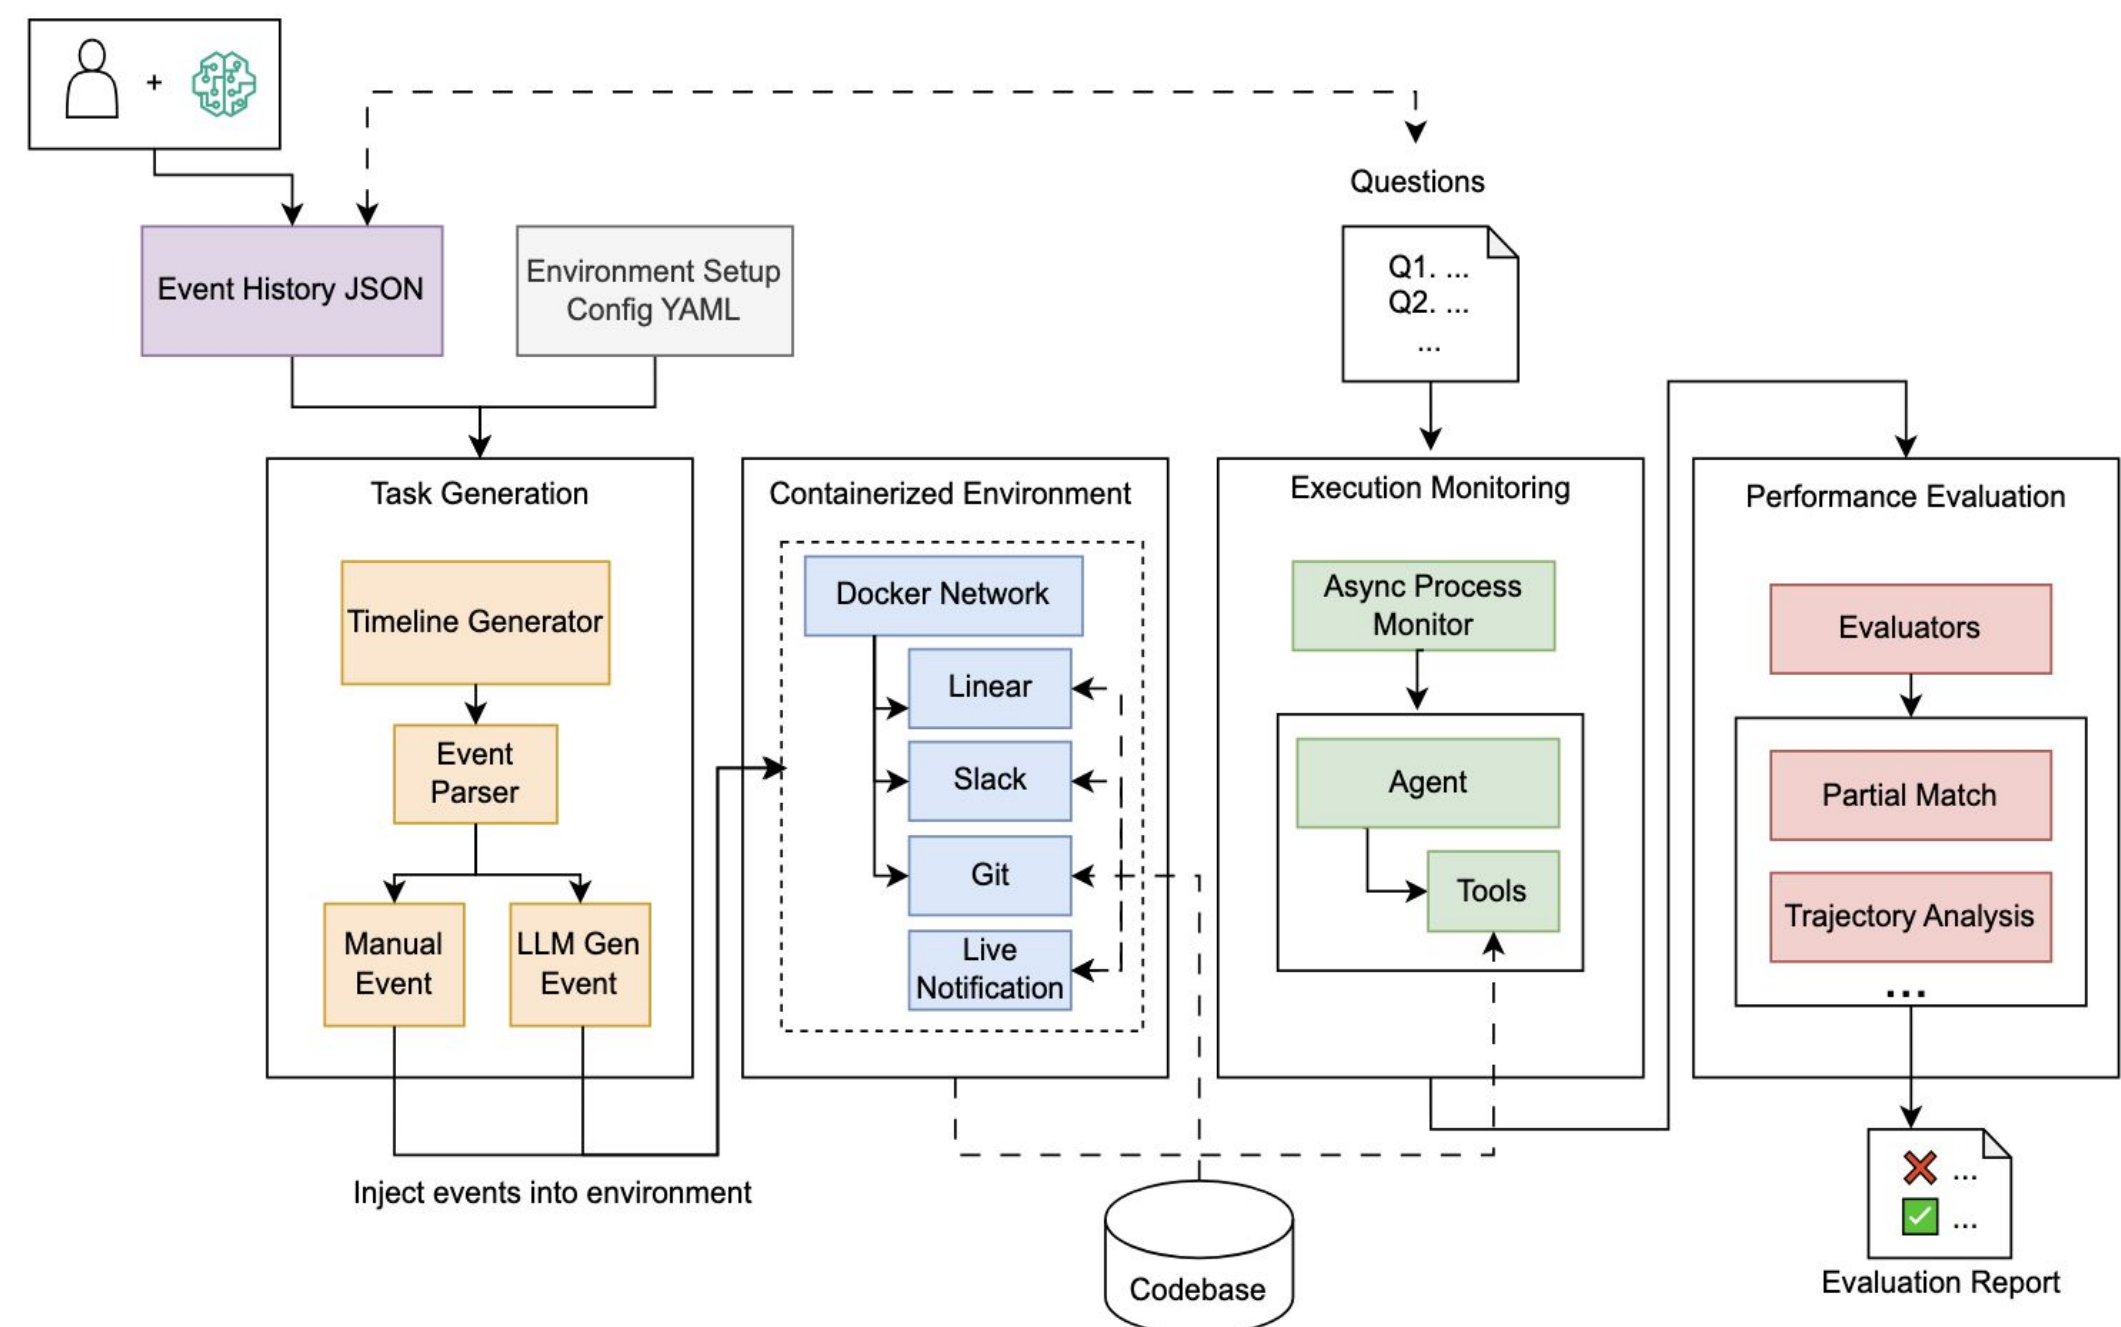 +
Questions
Event History JSON
Environment Setup
Config YAML
Q1. ...
Q2. ...
...
Task Generation
Timeline Generator
Event
Parser
Manual
Event
LLM Gen
Event
Inject events into environment
Containerized Environment
Docker Network
Linear
Slack
Git
Live
Notification
Codebase
Execution Monitoring
Async Process
Monitor
Agent
Tools
Performance Evaluation
Evaluators
Partial Match
Trajectory Analysis
...
...
...
Evaluation Report